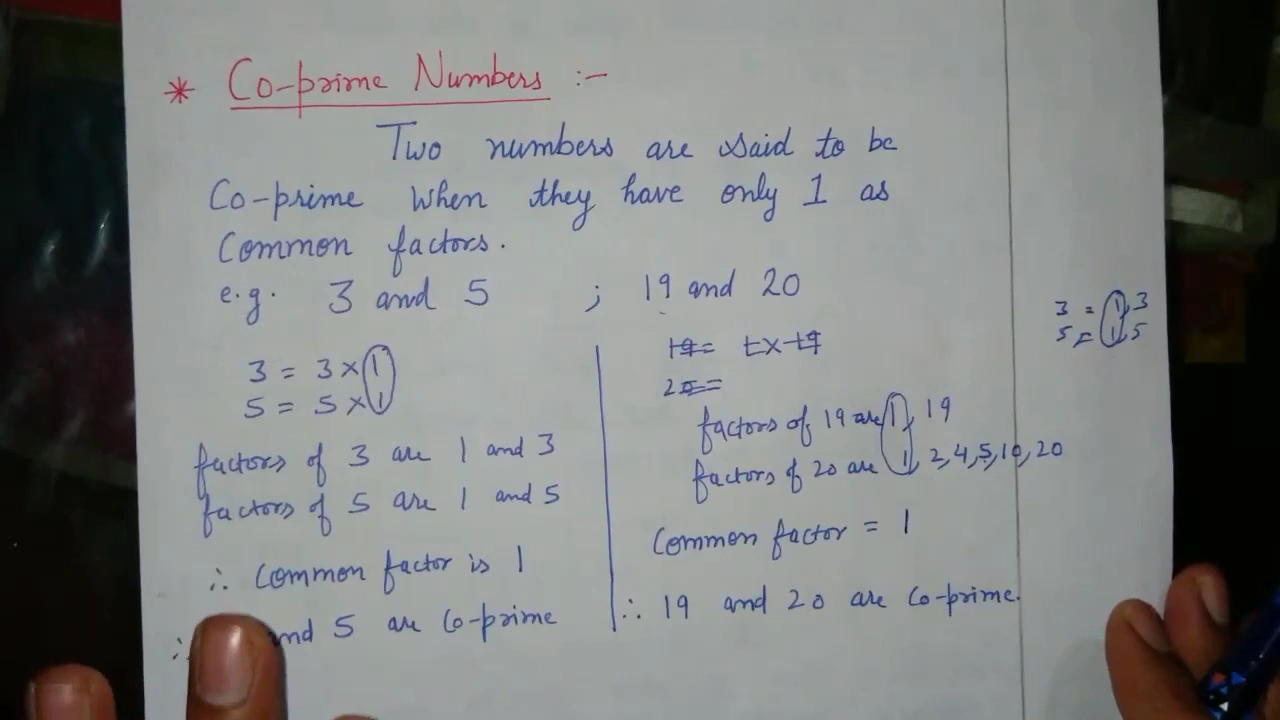 * Co-prime Numbers :-
Two numbers are said to be
Co-prime when they have only 1 as
Common factors.
e.g. 3 and 5 ; 19 and 20
3 = 3 × 1
5 = 5 × 1
factors of 3 are 1 and 3
factors of 5 are 1 and 5
∴ Common factor is 1
∴ and 5 are Co-prime
19 = 1 × 19
20 =
factors of 19 are 1, 19
factors of 20 are 1, 2, 4, 5, 10, 20
Common factor = 1
∴ 19 and 20 are Co-prime.
3 = 1, 3
5 = 1, 5